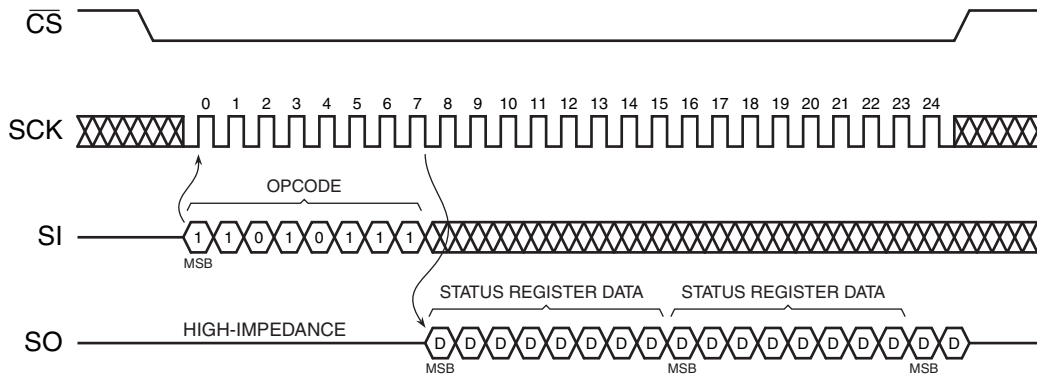 CS
SCK
0 1 2 3 4 5 6 7 8 9 10 11 12 13 14 15 16 17 18 19 20 21 22 23 24
OPCODE
SI
1 1 0 1 0 1 1 1
MSB
STATUS REGISTER DATA STATUS REGISTER DATA
HIGH-IMPEDANCE
SO
D D D D D D D D D D D D D D D D D D
MSB MSB MSB